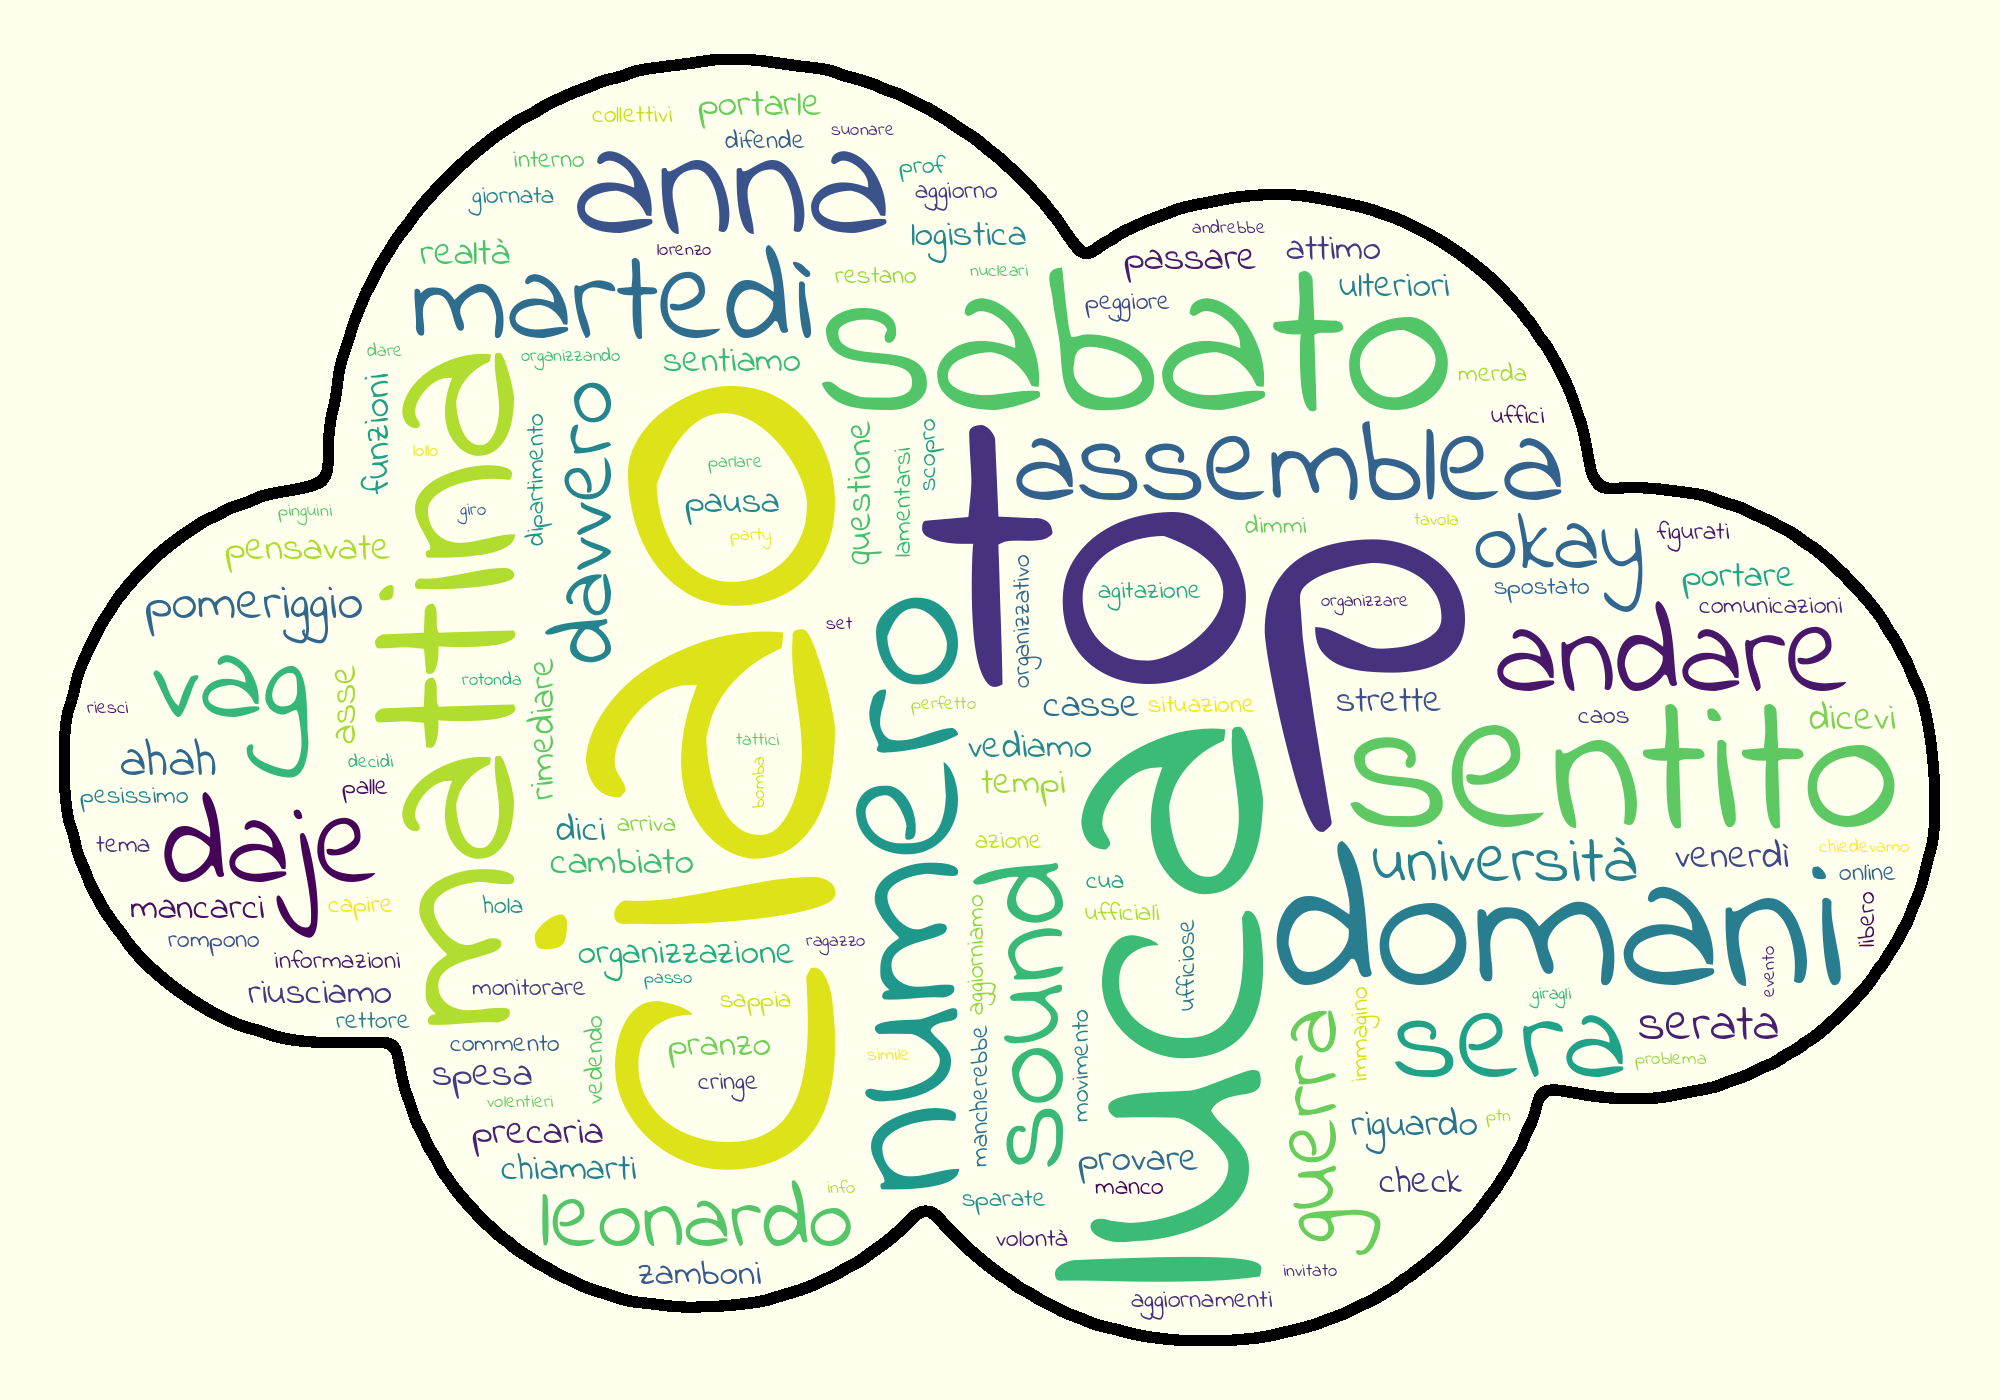 collettivi
portarle
difende
suonare
interno
anna
prof
giornata
aggiorno
realtà
lorenzo
logistica
andrebbe
passare
attimo
martedì
restano
nucleari
ulteriori
peggiore
sabato
dare
organizzando
sentiamo
merda
funzioni
mattina
davvero
ciao
uffici
lollo
dipartimento
parlare
questione
lamentarsi
scopro
assemblea
pinguini
giro
pausa
party
top
dimmi
tavola
okay
figurati
pensavate
pomeriggio
agitazione
organizzativo
organizzare
spostato
portare
comunicazioni
set
numero
andare
vag
asse
rotonda
rimediare
perfetto
casse
situazione
strette
caos
dicevi
riesci
ahah
decidi
tattici
bomba
vediamo
luca
sentito
pesissimo
palle
tempi
tema
daje
dici
arriva
azione
università
venerdì
chiedevamo
online
cambiato
cua
ufficiali
mancarci
capire
hola
sound
aggiorniamo
ufficiose
domani
libero
rompono
organizzazione
ragazzo
informazioni
passo
evento
riusciamo
monitorare
sappia
giragli
rettore
immagino
sera
serata
commento
vedendo
pranzo
simile
mancherebbe
movimento
guerra
problema
spesa
cringe
volentieri
precaria
riguardo
ptn
chiamarti
provare
manco
check
info
sparate
leonardo
volontà
zamboni
invitato
aggiornamenti